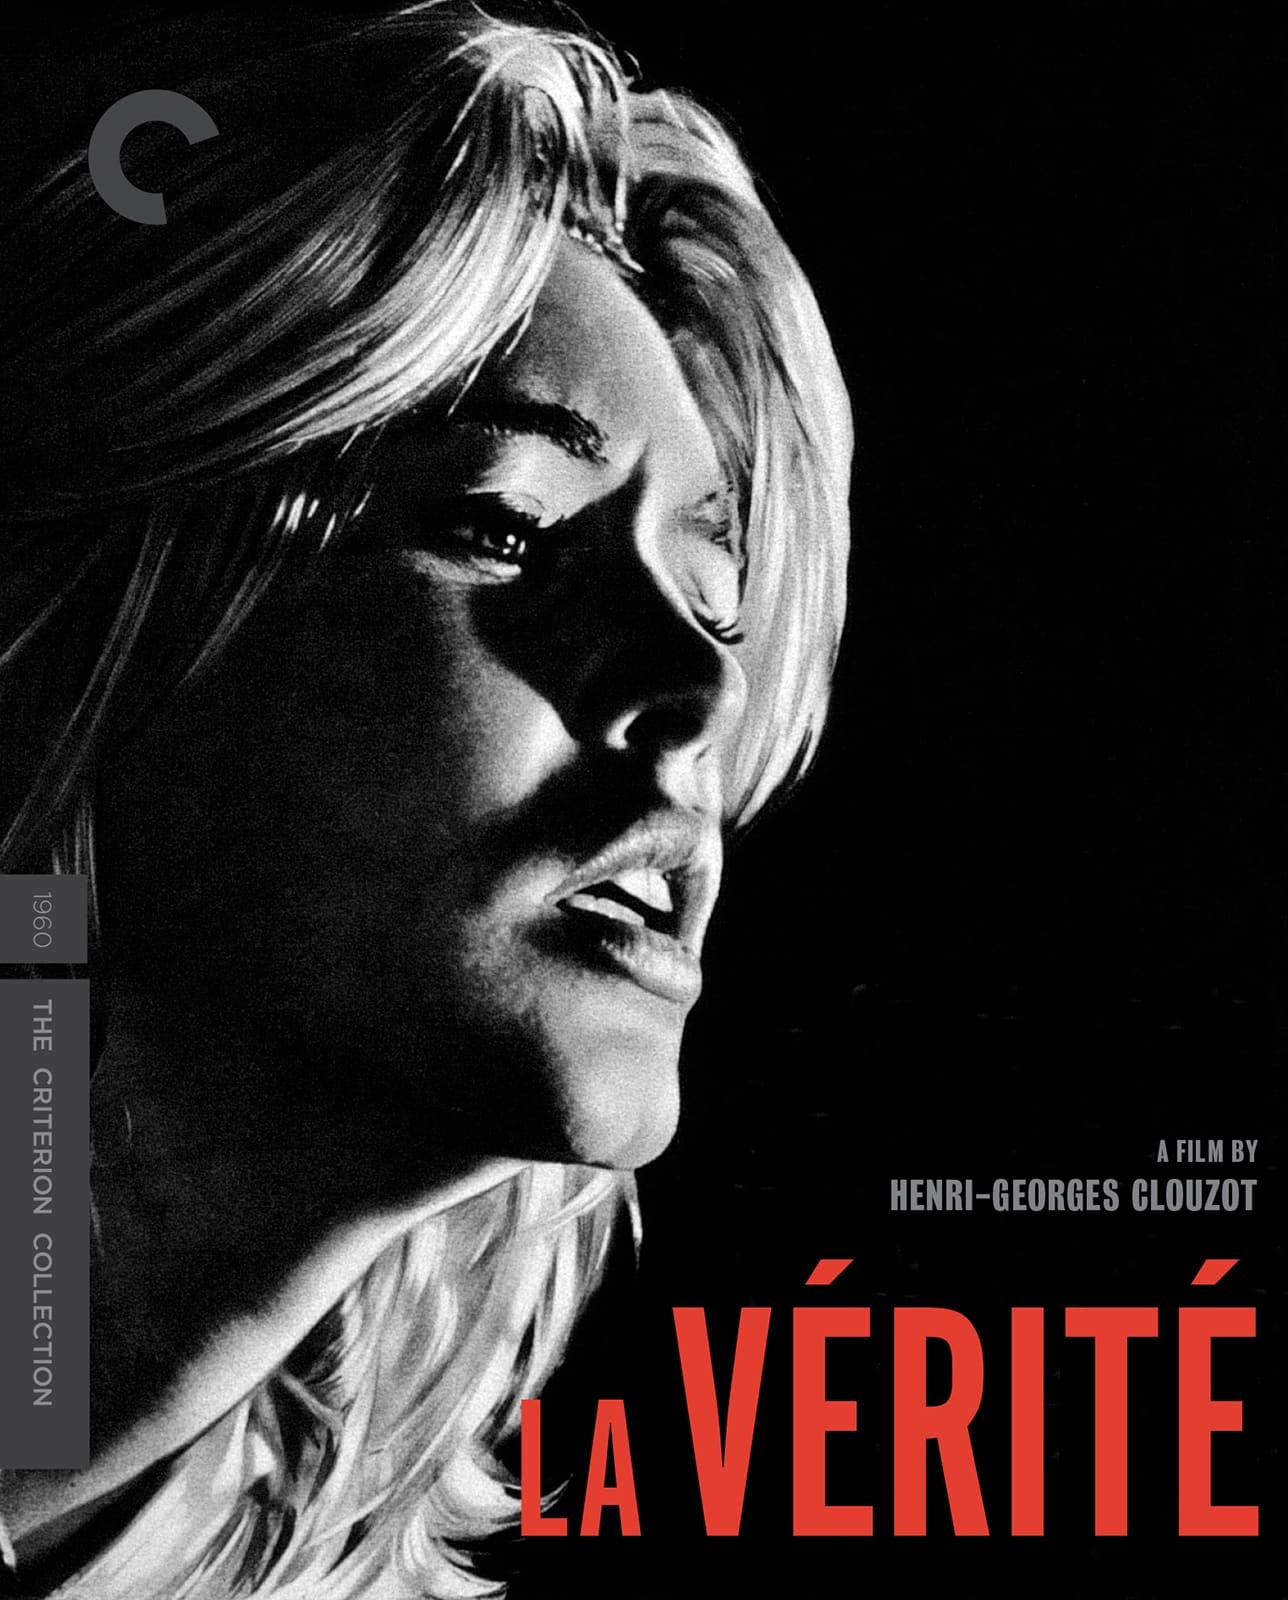 1960
THE CRITERION COLLECTION
A FILM BY
HENRI-GEORGES CLOUZOT
LA VÉRITÉ